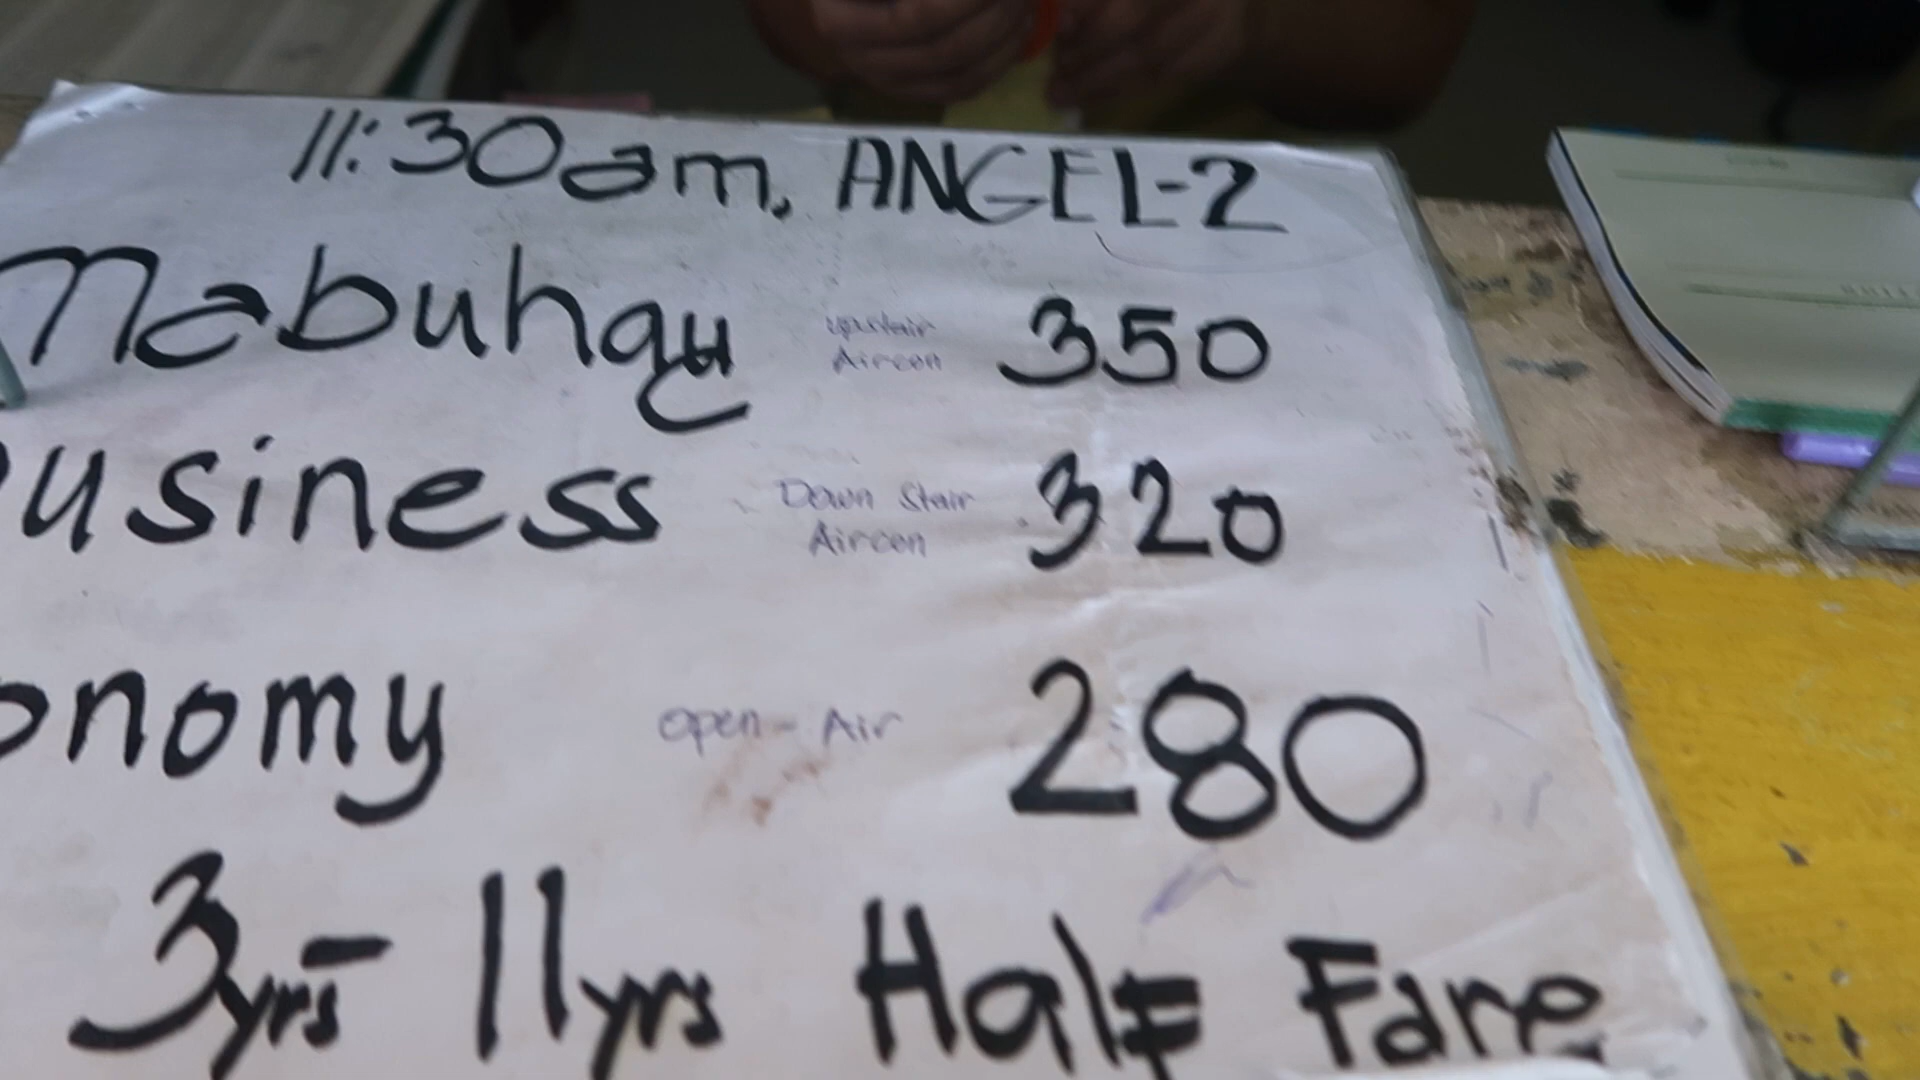 11:30am, ANGEL-2
Mabuhay Upstair Aircon 350
usiness Down Stair Aircon 320
onomy Open-Air 280
3yrs-11yrs Half Fare